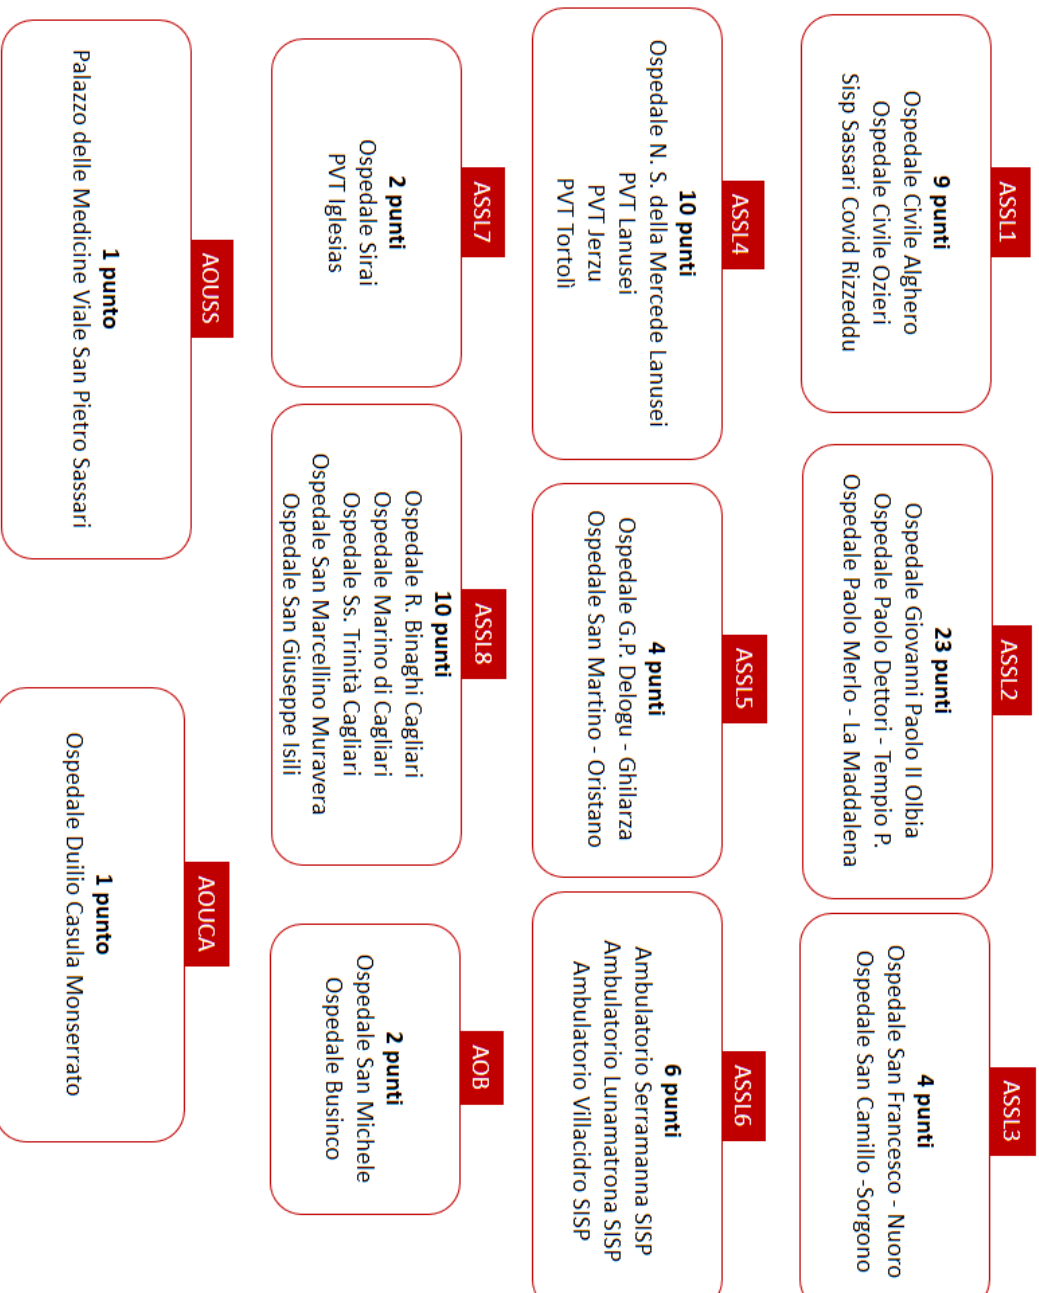 ASSL1
9 punti
Ospedale Civile Alghero
Ospedale Civile Ozieri
Sisp Sassari Covid Rizzeddu
ASSL2
23 punti
Ospedale Giovanni Paolo II Olbia
Ospedale Paolo Dettori - Tempio P.
Ospedale Paolo Merlo - La Maddalena
ASSL3
4 punti
Ospedale San Francesco - Nuoro
Ospedale San Camillo -Sorgono
ASSL4
10 punti
Ospedale N. S. della Mercede Lanusei
PVT Lanusei
PVT Jerzu
PVT Tortolì
ASSL5
4 punti
Ospedale G.P. Delogu - Ghilarza
Ospedale San Martino - Oristano
ASSL6
6 punti
Ambulatorio Serramanna SISP
Ambulatorio Lunamatrona SISP
Ambulatorio Villacidro SISP
ASSL7
2 punti
Ospedale Sirai
PVT Iglesias
ASSL8
10 punti
Ospedale R. Binaghi Cagliari
Ospedale Marino di Cagliari
Ospedale Ss. Trinità Cagliari
Ospedale San Marcellino Muravera
Ospedale San Giuseppe Isili
AOB
2 punti
Ospedale San Michele
Ospedale Businco
AOUSS
1 punto
Palazzo delle Medicine Viale San Pietro Sassari
AOUCA
1 punto
Ospedale Duilio Casula Monserrato